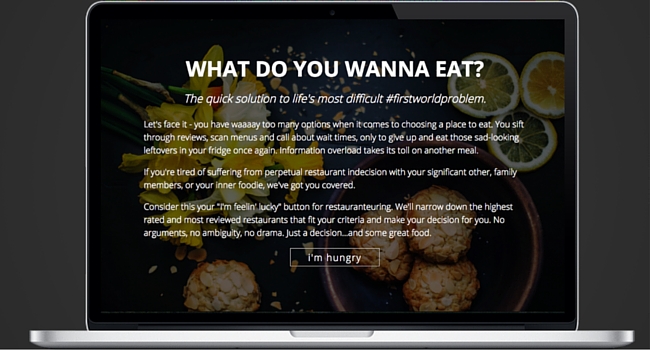 WHAT DO YOU WANNA EAT?
The quick solution to life's most difficult #firstworldproblem.
Let's face it - you have waaaay too many options when it comes to choosing a place to eat. You sift
through reviews, scan menus and call about wait times, only to give up and eat those sad-looking
leftovers in your fridge once again. Information overload takes its toll on another meal.
If you're tired of suffering from perpetual restaurant indecision with your significant other, family
members, or your inner foodie, we've got you covered.
Consider this your "I'm feelin' lucky" button for restauranteuring. We'll narrow down the highest
rated and most reviewed restaurants that fit your criteria and make your decision for you. No
arguments, no ambiguity, no drama. Just a decision...and some great food.
i'm hungry